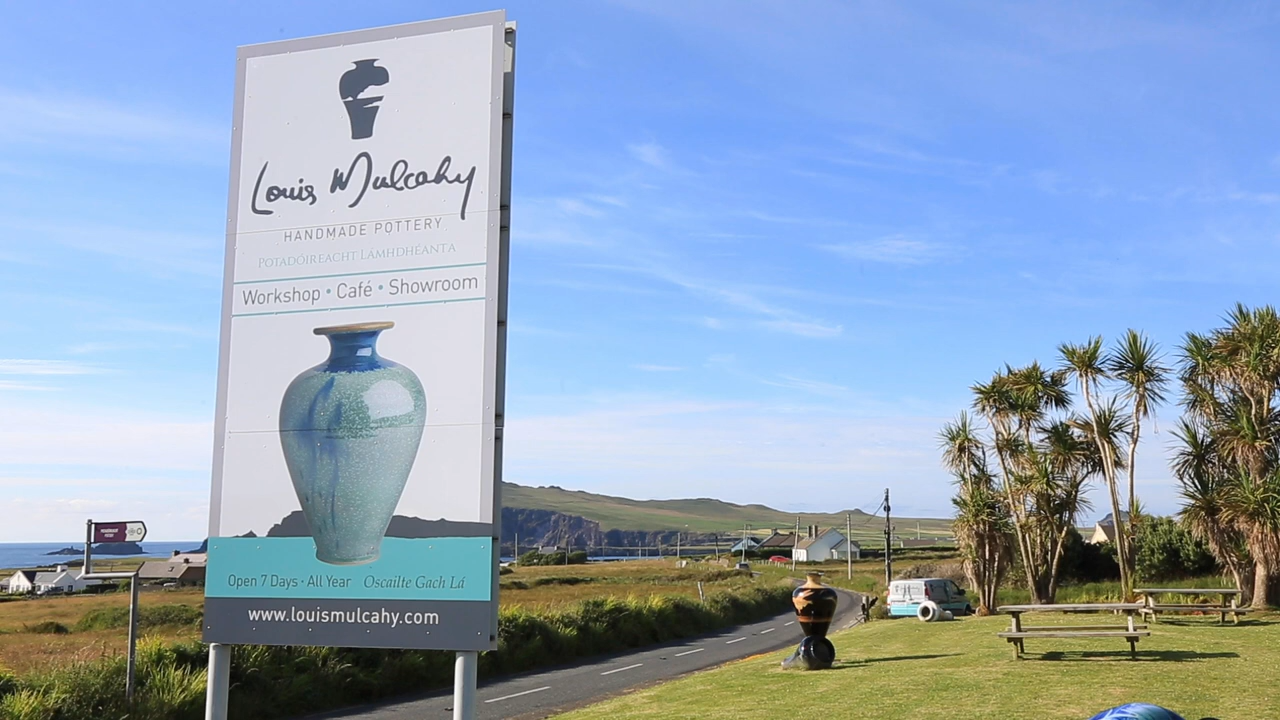 Louis Mulcahy
HANDMADE POTTERY
POTADÓIREACHT LÁMHDHÉANTA
Workshop • Café • Showroom
Open 7 Days · All Year Oscailte Gach Lá
www.louismulcahy.com